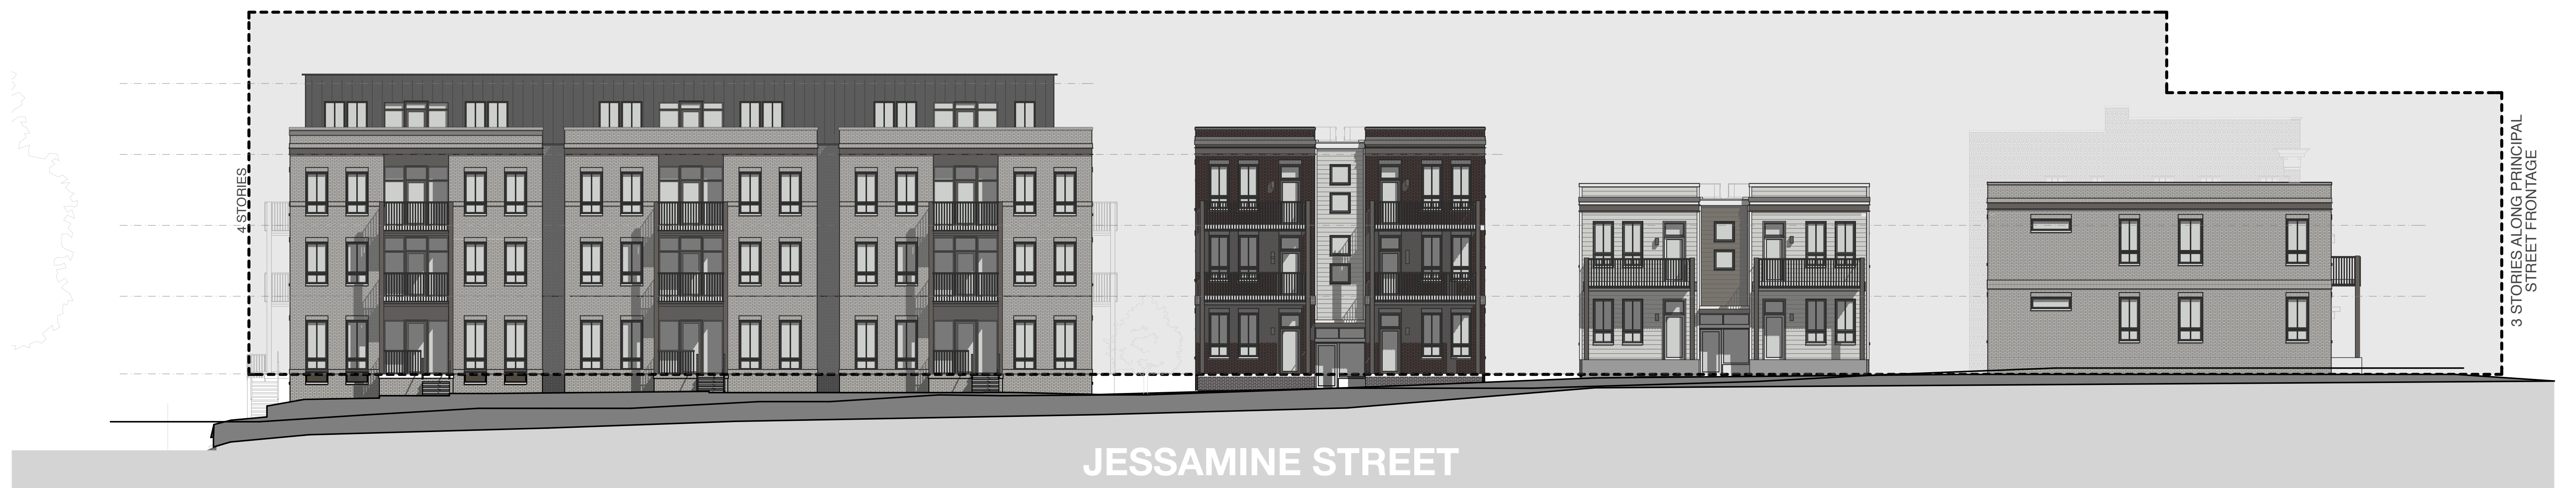 4 STORIES
3 STORIES ALONG PRINCIPAL
STREET FRONTAGE
JESSAMINE STREET